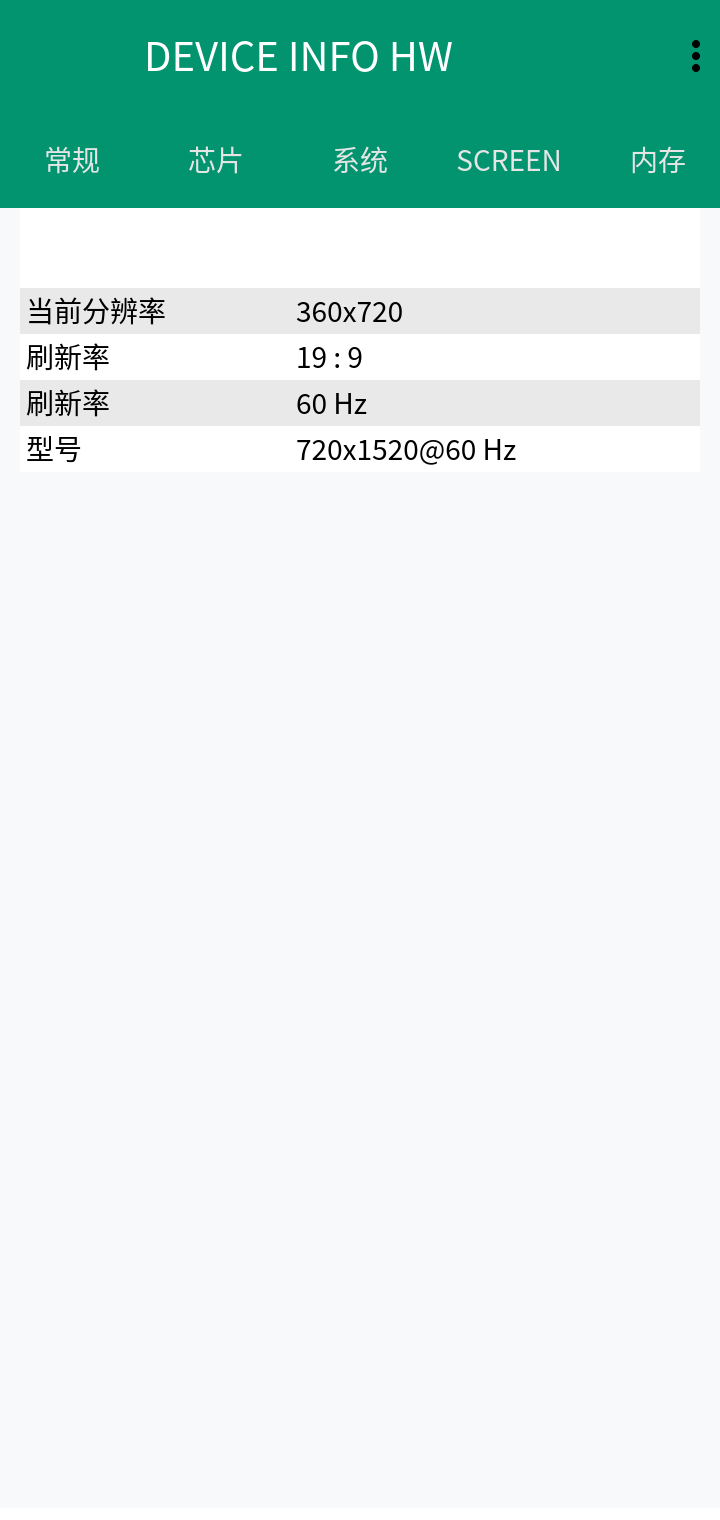 DEVICE INFO HW
常规 芯片 系统 SCREEN 内存
当前分辨率 360x720
刷新率 19 : 9
刷新率 60 Hz
型号 720x1520@60 Hz